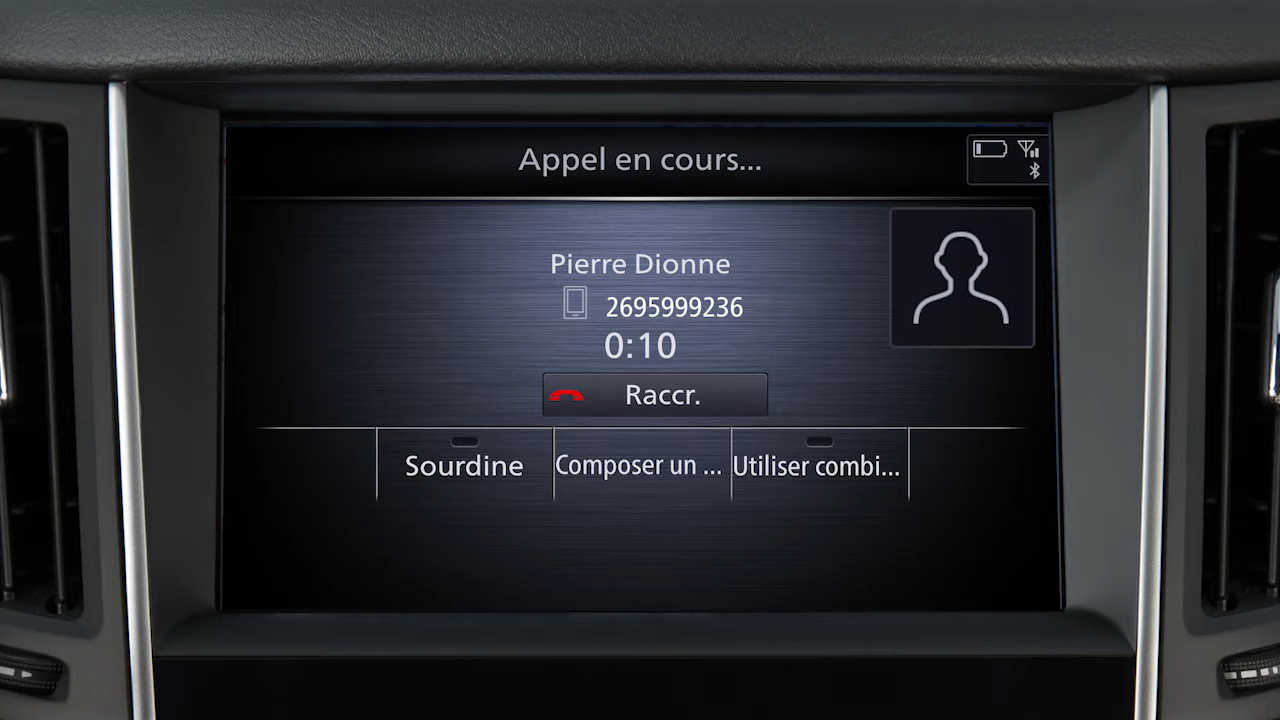 Appel en cours...
Pierre Dionne
2695999236
0:10
Raccr.
Sourdine
Composer un ...
Utiliser combi...